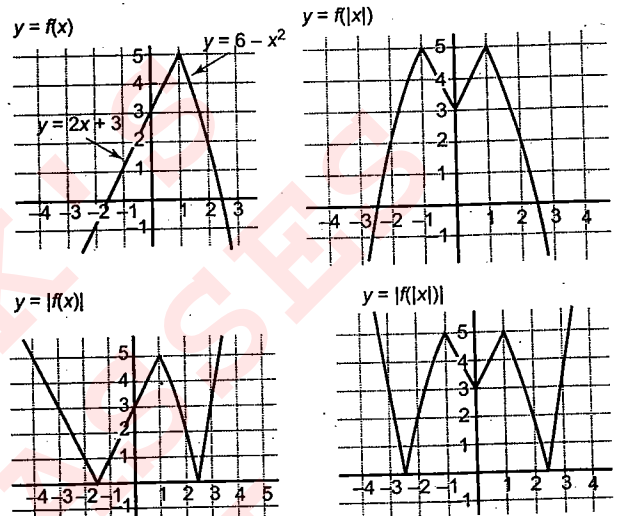 y = f(x)
y = 6 – x²
y = 2x + 3
5
4
3
2
1
–1
–4 –3 –2 –1 1 2 3
y = f(|x|)
5
4
3
2
1
–1
–4 –3 –2 –1 1 2 3 4
y = |f(x)|
5
4
3
2
1
–1
–4 –3 –2 –1 1 2 3 4 5
y = |f(|x|)|
5
4
3
2
1
–1
–4 –3 –2 –1 1 2 3 4